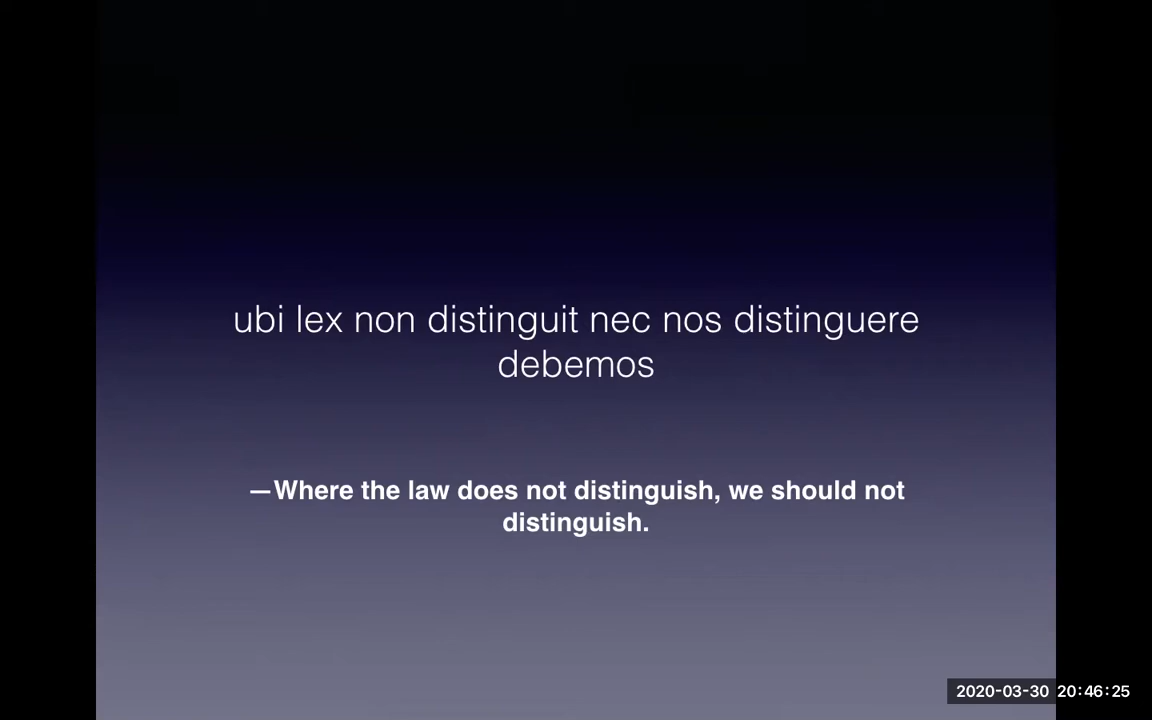 ubi lex non distinguit nec nos distinguere
debemos
—Where the law does not distinguish, we should not
distinguish.
2020-03-30 20:46:25